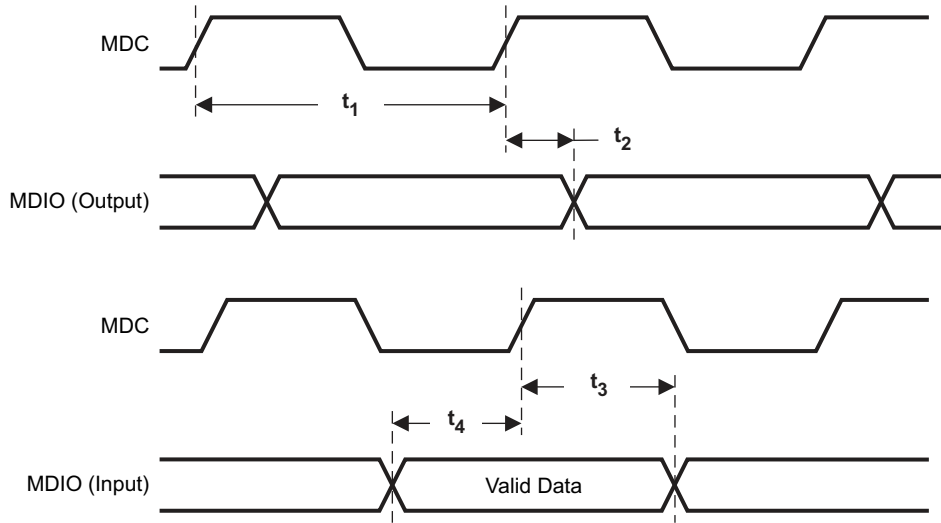 MDC
t1
t2
MDIO (Output)
MDC
t3
t4
MDIO (Input)
Valid Data